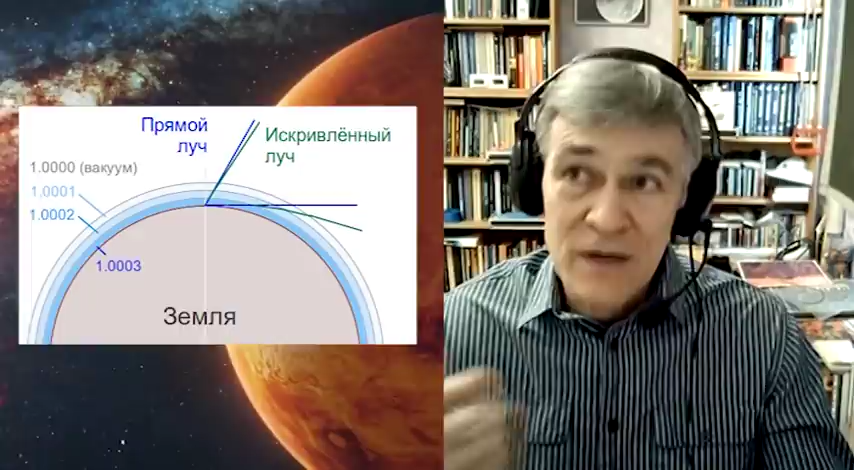 Прямой
луч
Искривлённый
луч
1.0000 (вакуум)
1,0001
1.0002
1.0003
Земля